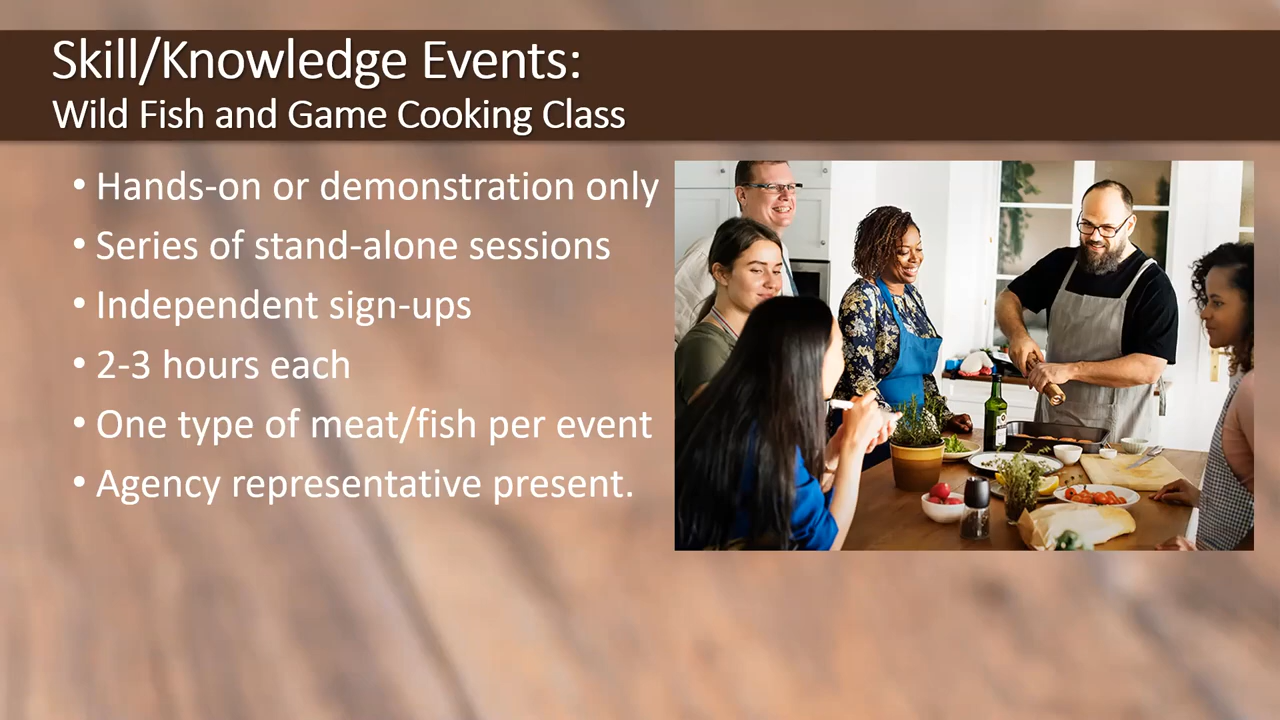 Skill/Knowledge Events:
Wild Fish and Game Cooking Class
• Hands-on or demonstration only
• Series of stand-alone sessions
• Independent sign-ups
• 2-3 hours each
• One type of meat/fish per event
• Agency representative present.